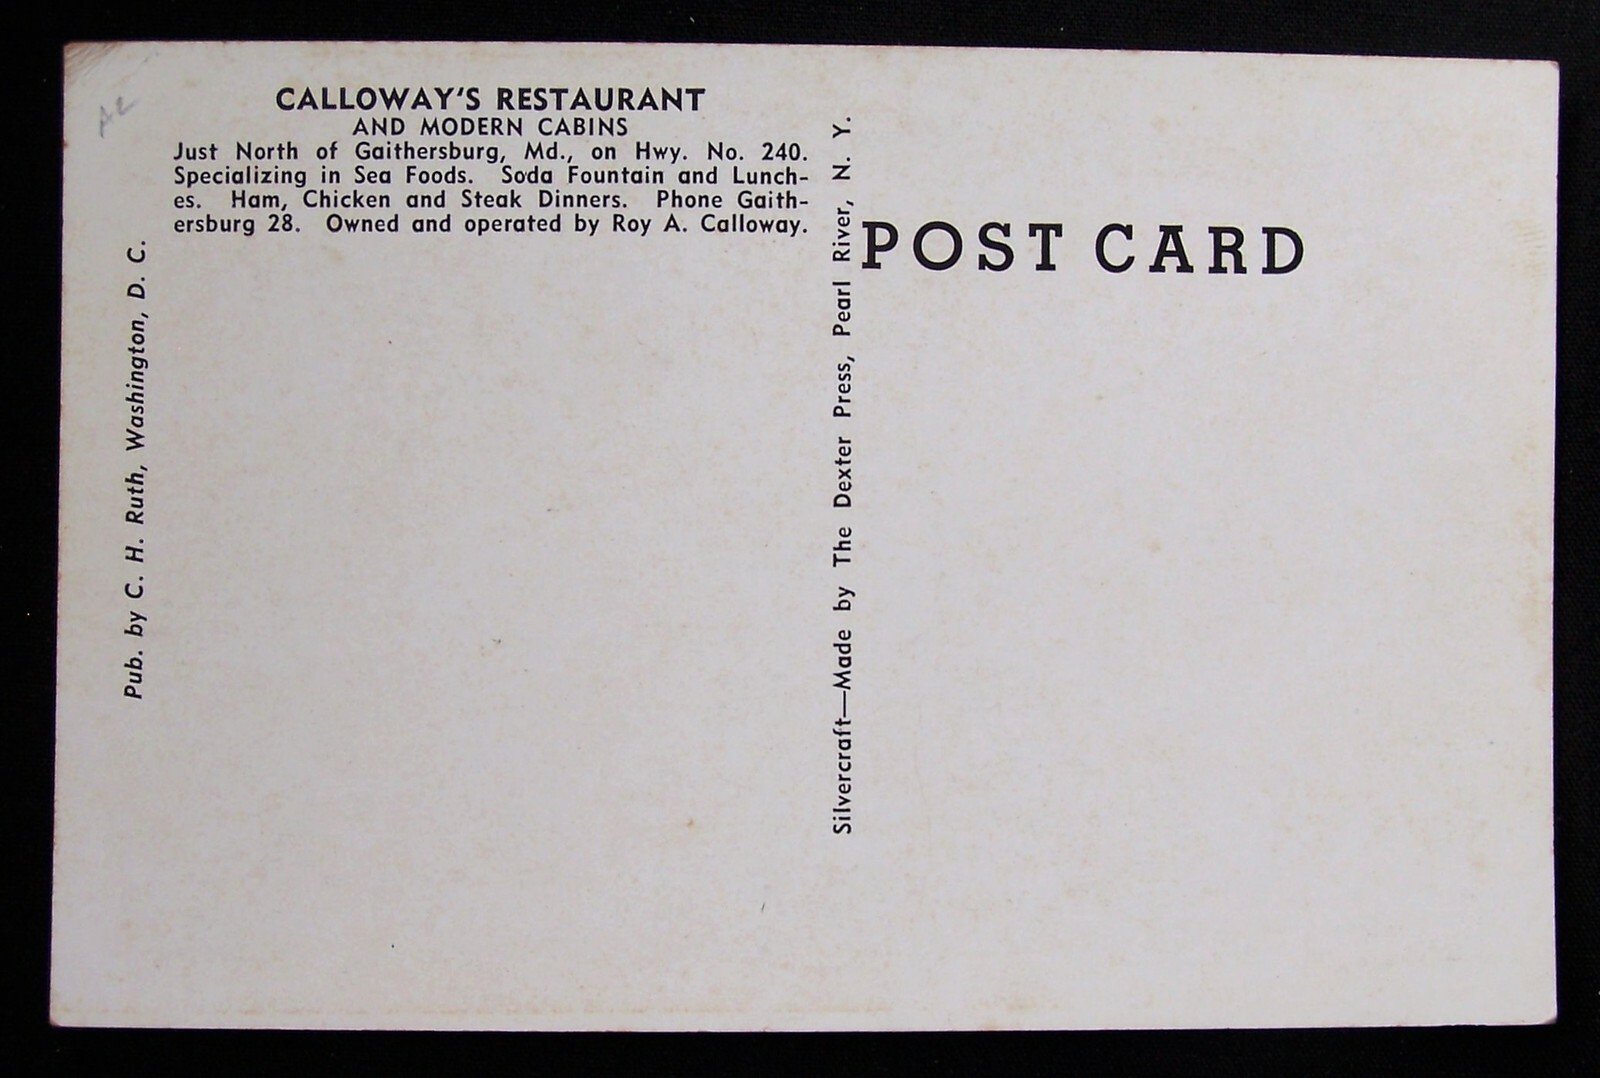 CALLOWAY'S RESTAURANT
AND MODERN CABINS
Just North of Gaithersburg, Md., on Hwy. No. 240.
Specializing in Sea Foods. Soda Fountain and Lunch-
es. Ham, Chicken and Steak Dinners. Phone Gaith-
ersburg 28. Owned and operated by Roy A. Calloway.
Pub. by C. H. Ruth, Washington, D. C.
Silvercraft—Made by The Dexter Press, Pearl River, N. Y.
POST CARD